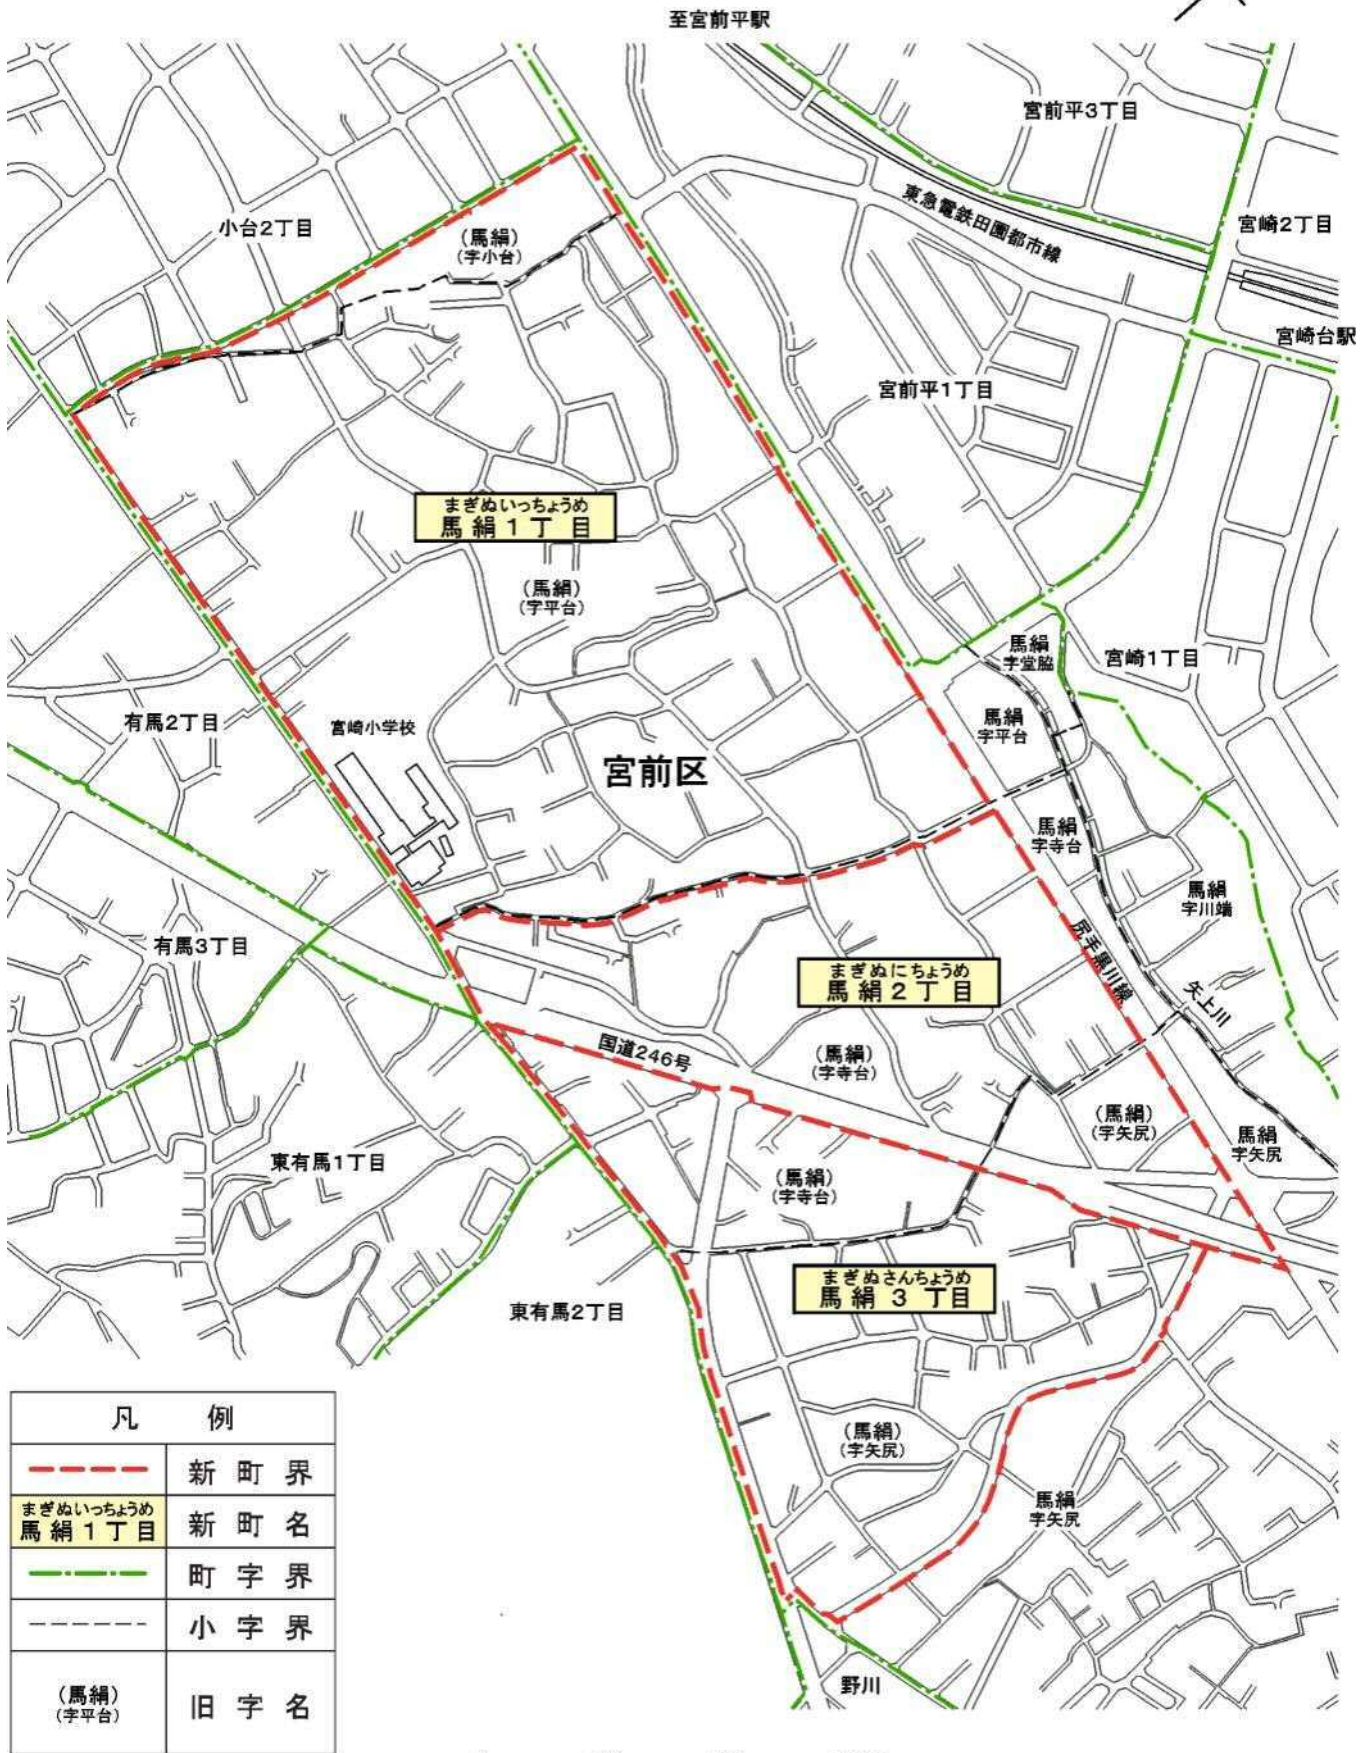 至宮前平駅
宮前平3丁目
東急電鉄田園都市線
宮崎2丁目
小台2丁目
(馬絹)
(字小台)
宮崎台駅
宮前平1丁目
まぎぬいっちょうめ
馬絹1丁目
(馬絹)
(字平台)
馬絹
字堂脇
宮崎1丁目
有馬2丁目
宮崎小学校
馬絹
字平台
宮前区
馬絹
字寺台
馬絹
字川端
有馬3丁目
尻手黒川線
まぎぬにちょうめ
馬絹2丁目
矢上川
国道246号
(馬絹)
(字寺台)
(馬絹)
(字矢尻)
馬絹
字矢尻
東有馬1丁目
(馬絹)
(字寺台)
まぎぬさんちょうめ
馬絹3丁目
東有馬2丁目
(馬絹)
(字矢尻)
馬絹
字矢尻
野川
凡例
新町界
まぎぬいっちょうめ
馬絹1丁目
新町名
町字界
小字界
(馬絹)
(字平台)
旧字名